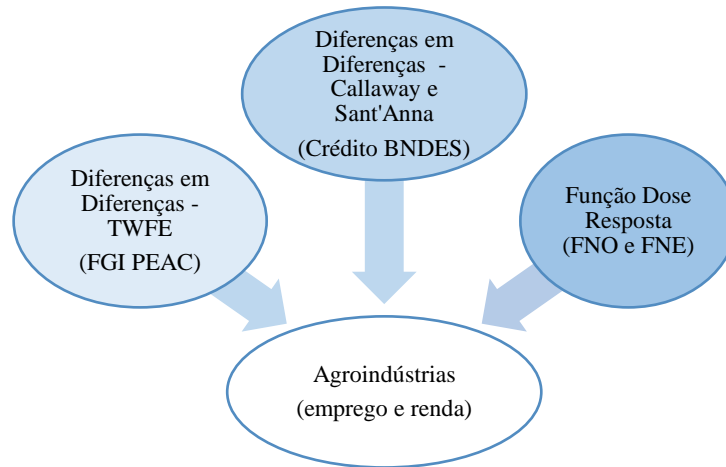 Diferenças em
Diferenças -
Callaway e
Sant'Anna
(Crédito BNDES)
Diferenças em
Diferenças -
TWFE
(FGI PEAC)
Função Dose
Resposta
(FNO e FNE)
Agroindústrias
(emprego e renda)